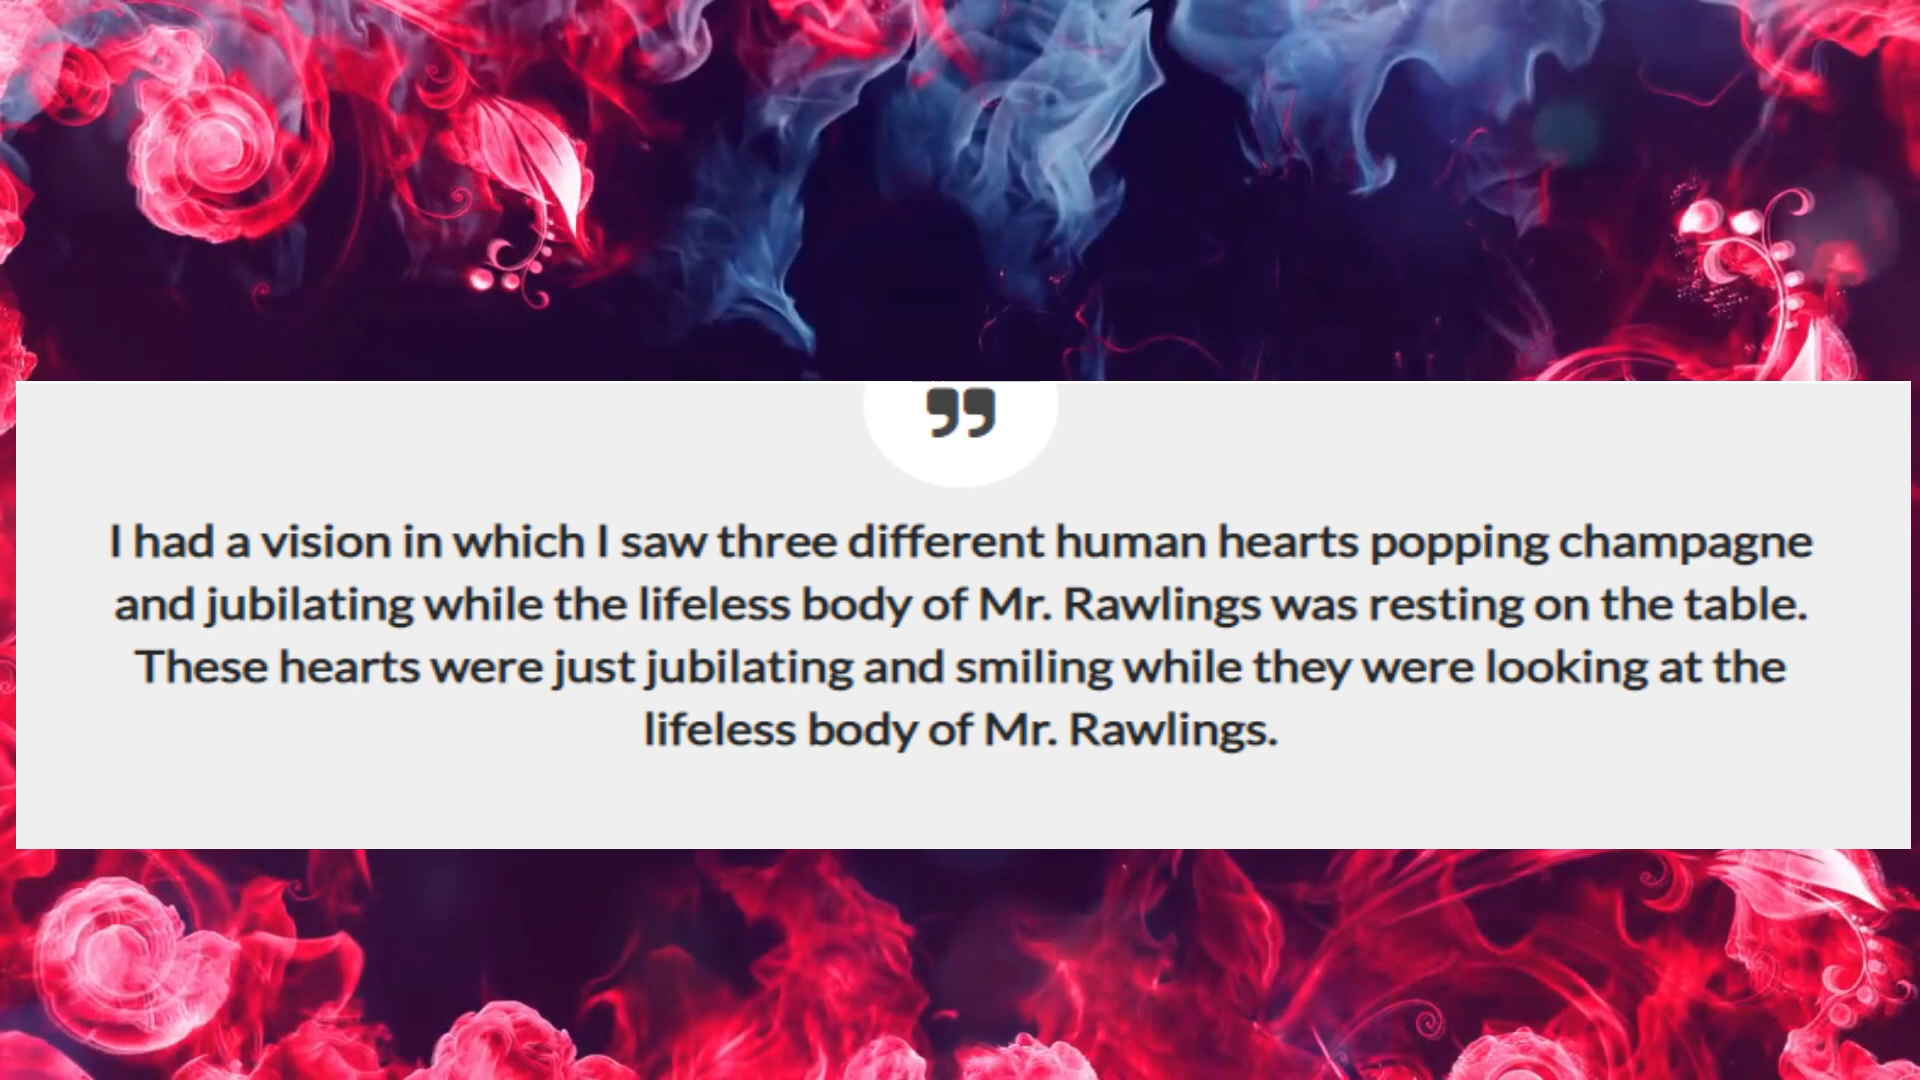 ”
I had a vision in which I saw three different human hearts popping champagne
and jubilating while the lifeless body of Mr. Rawlings was resting on the table.
These hearts were just jubilating and smiling while they were looking at the
lifeless body of Mr. Rawlings.